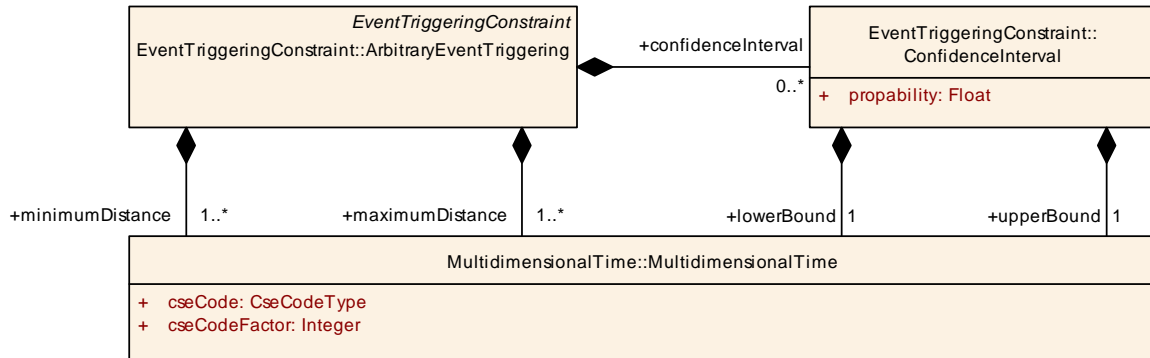 EventTriggeringConstraint
EventTriggeringConstraint::ArbitraryEventTriggering
+confidenceInterval
0..*
EventTriggeringConstraint::
ConfidenceInterval
+ propability: Float
+minimumDistance 1..*
+maximumDistance 1..*
+lowerBound 1
+upperBound 1
MultidimensionalTime::MultidimensionalTime
+ cseCode: CseCodeType
+ cseCodeFactor: Integer